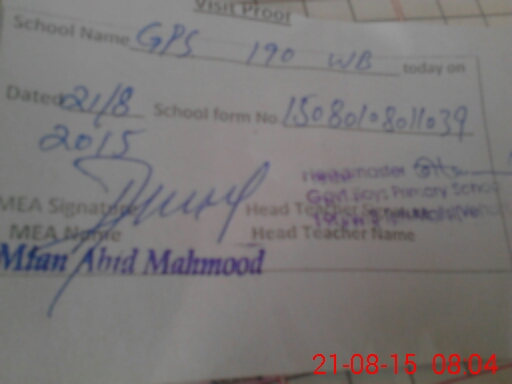 Visit Proof
School Name GPS 190 WB today on
Dated 21/8 School form No. 15080108011039
2015
Headmaster
Govt Boys Primary School
MEA Signature Head Teacher
MEA Name Head Teacher Name
Mian Abid Mahmood
21-08-15 08:04